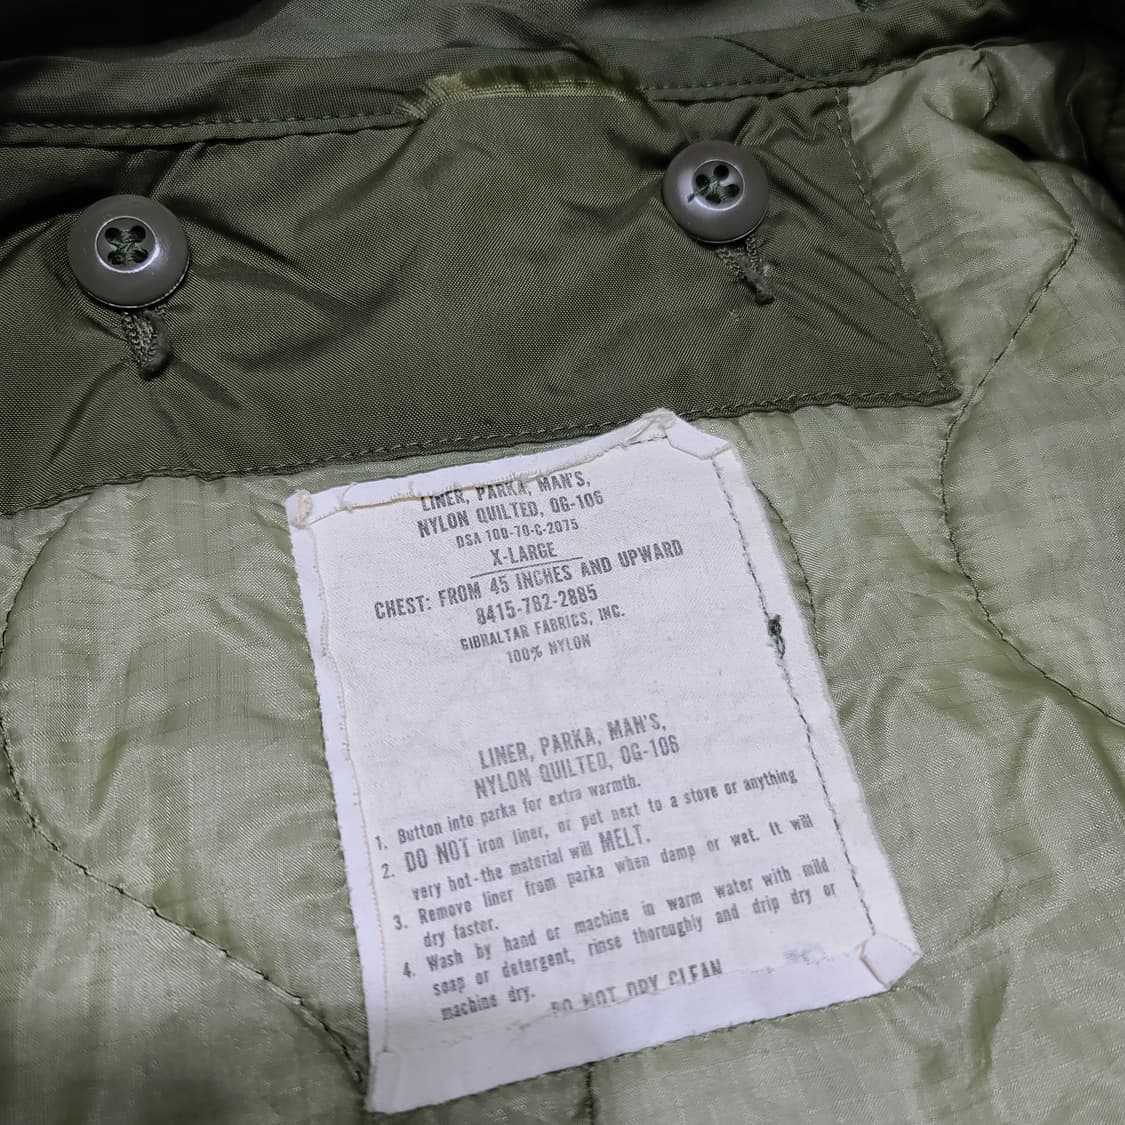 LINER, PARKA, MAN'S,
NYLON QUILTED, OG-106
DSA 100-70-C-2075
X-LARGE
CHEST: FROM 45 INCHES AND UPWARD
8415-782-2885
GIBRALTAR FABRICS, INC.
100% NYLON
LINER, PARKA, MAN'S,
NYLON QUILTED, OG-106
1. Button into parka for extra warmth.
2. DO NOT iron liner, or put next to a stove or anything
very hot-the material will MELT.
3. Remove liner from parka when damp or wet. It will
dry faster.
4. Wash by hand or machine in warm water with mild
soap or detergent, rinse thoroughly and drip dry or
machine dry.
DO NOT DRY CLEAN